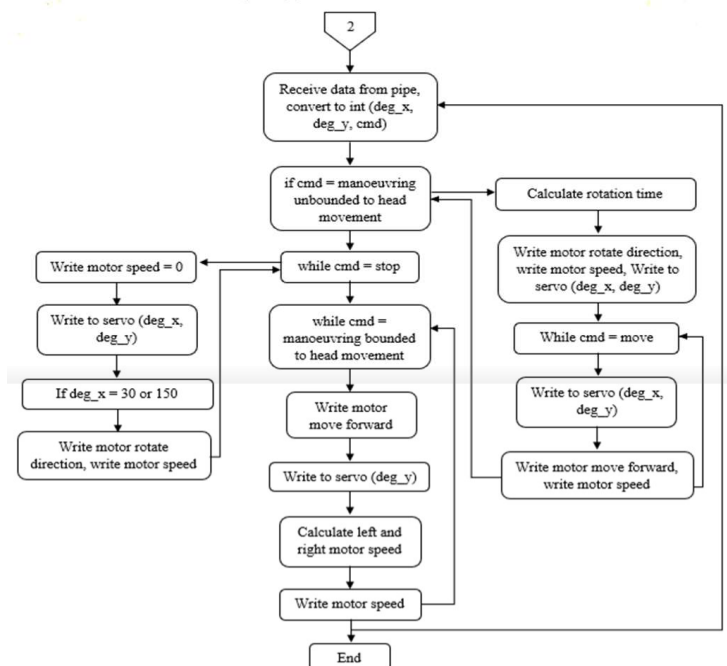 2
Receive data from pipe,
convert to int (deg_x,
deg_y, cmd)
if cmd = manoeuvring
unbounded to head
movement
Calculate rotation time
Write motor rotate direction,
write motor speed, Write to
servo (deg_x, deg_y)
While cmd = move
Write to servo (deg_x,
deg_y)
Write motor move forward,
write motor speed
while cmd = stop
Write motor speed = 0
Write to servo (deg_x,
deg_y)
If deg_x = 30 or 150
Write motor rotate
direction, write motor speed
while cmd =
manoeuvring bounded
to head movement
Write motor
move forward
Write to servo (deg_y)
Calculate left and
right motor speed
Write motor speed
End